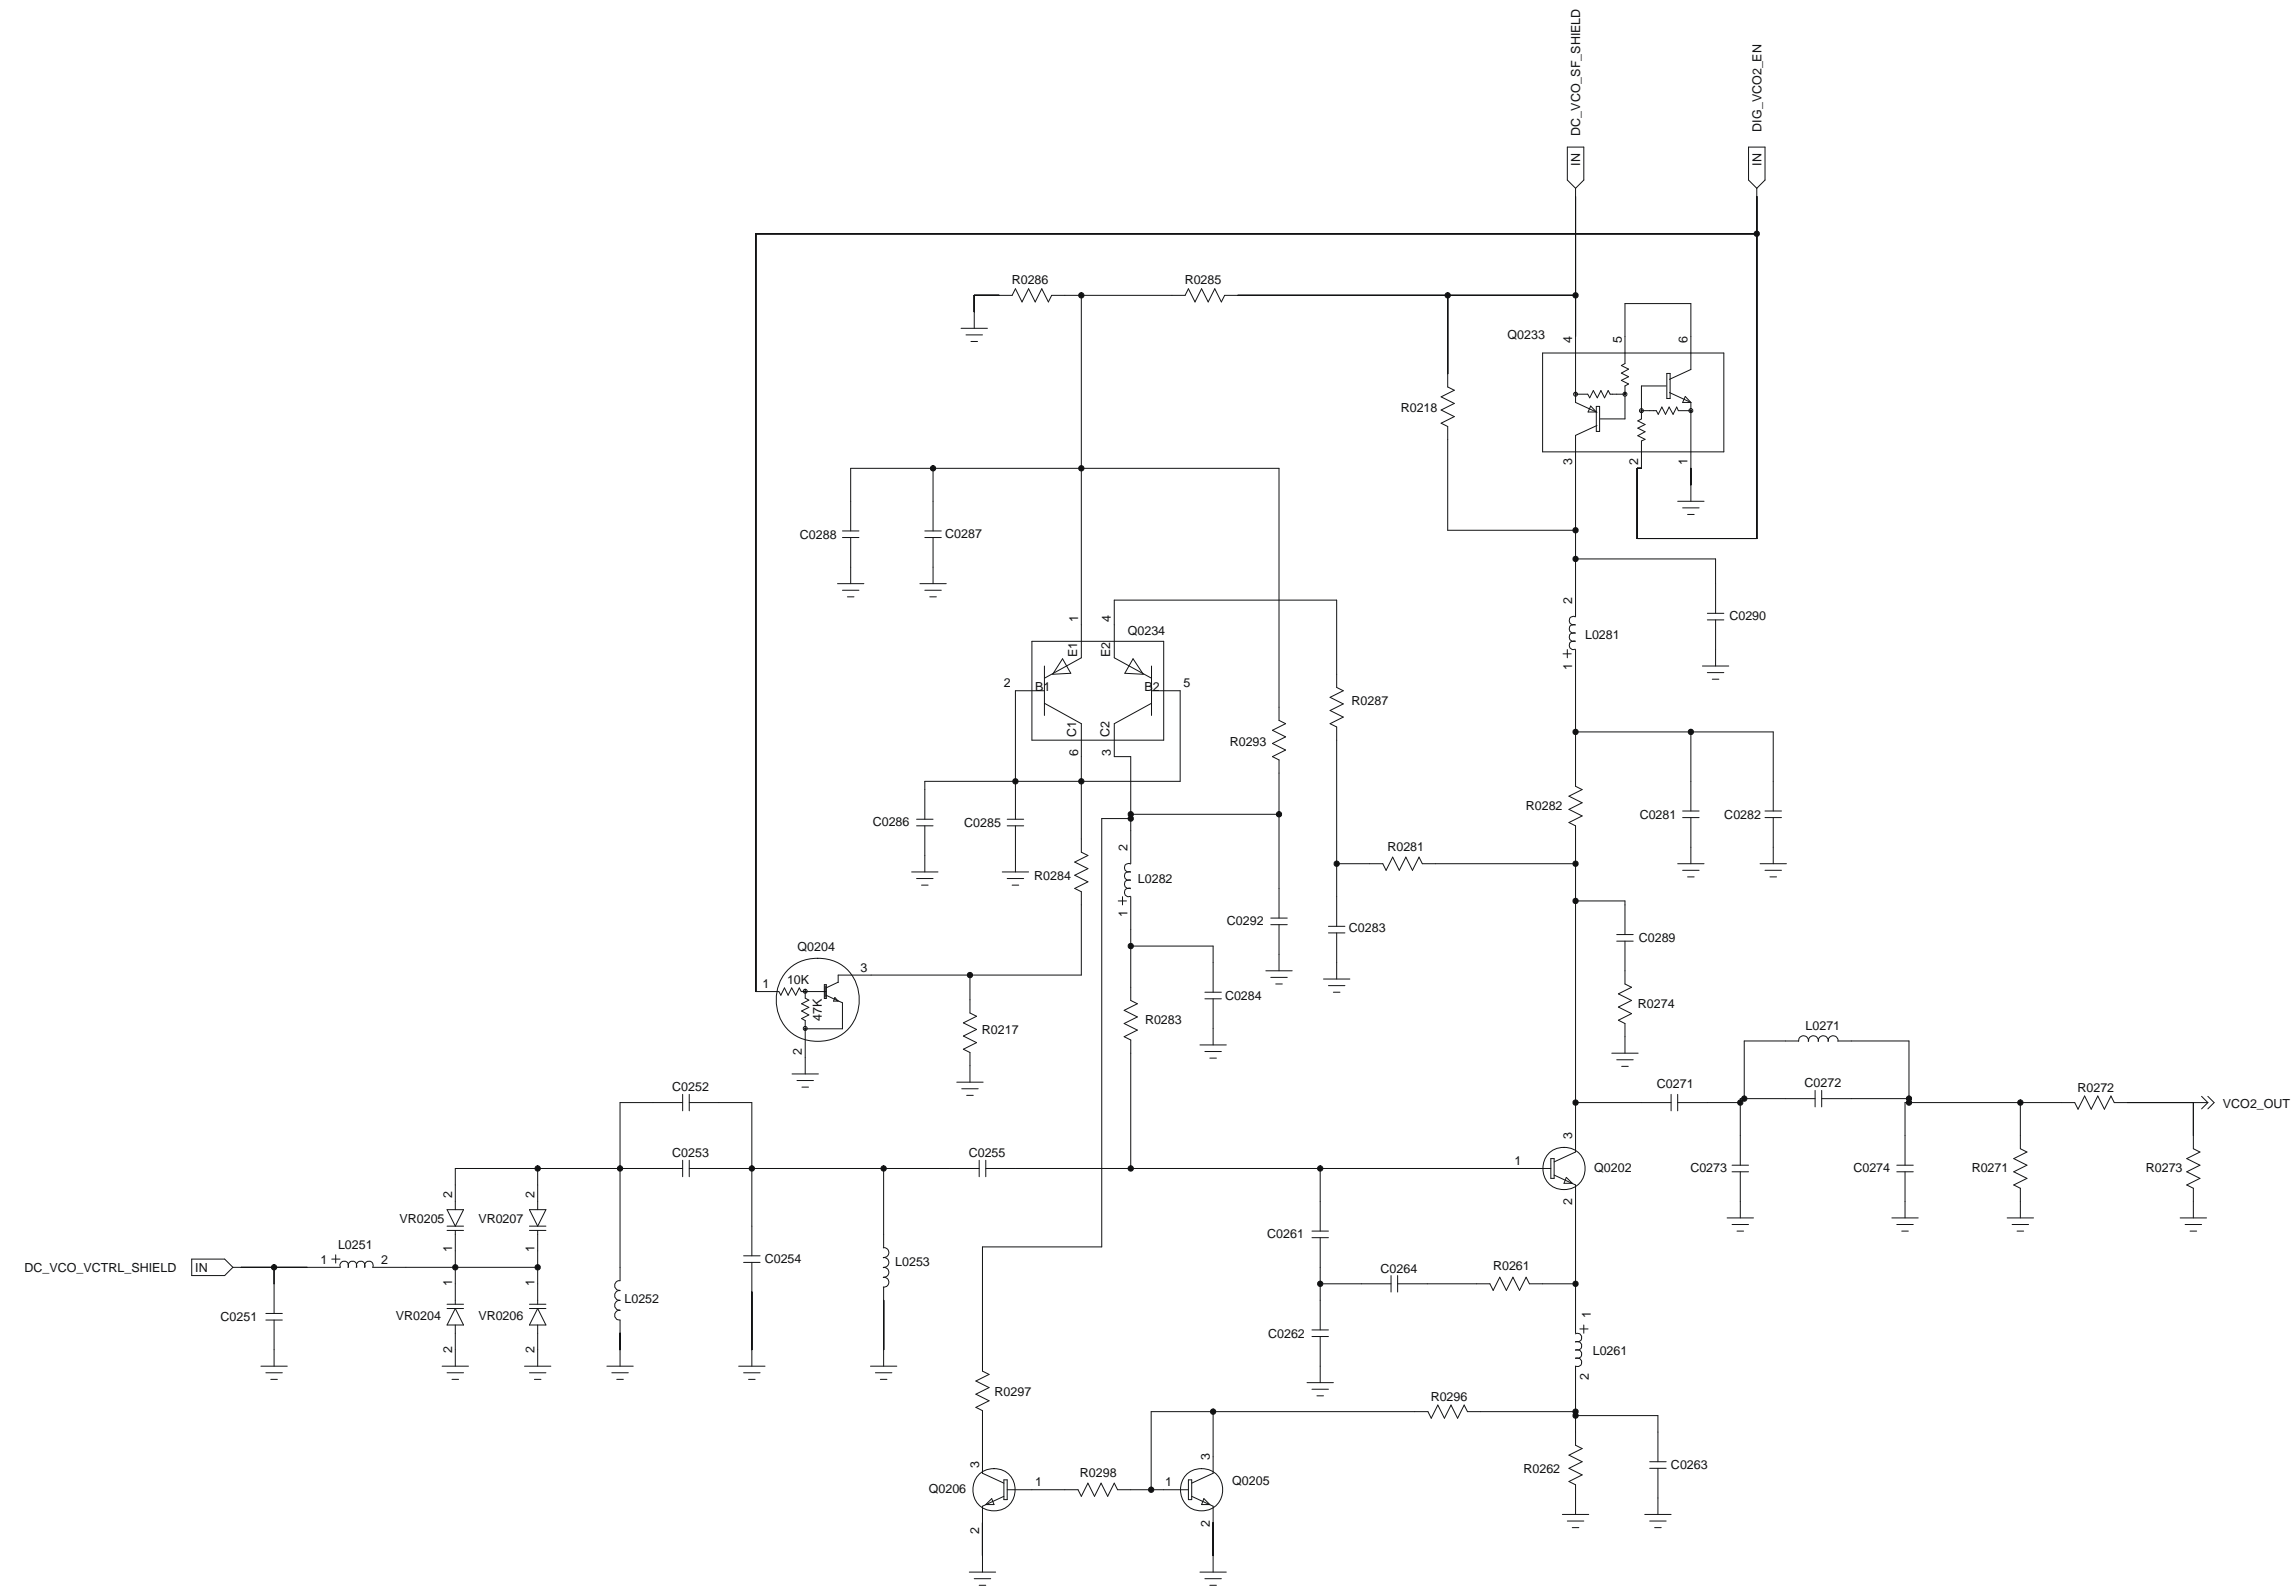 DC_VCO_SF_SHIELD
DIG_VCO2_EN
IN
IN
R0286
R0285
Q0233
4
5
6
R0218
3
2
1
C0288
C0287
2
C0290
L0281
1 +
1
4
Q0234
E1
E2
2
B1
B2
5
C1
C2
6
3
R0287
R0293
R0282
C0281
C0282
C0286
C0285
R0284
2
L0282
1 +
R0281
C0292
C0283
C0289
Q0204
10K
47K
1
3
2
C0284
R0283
R0217
R0274
L0271
C0252
C0271
C0272
R0272
VCO2_OUT
C0253
C0255
1
3
Q0202
2
C0273
C0274
R0271
R0273
2
2
VR0205
VR0207
1
1
C0261
DC_VCO_VCTRL_SHIELD
IN
L0251
1 +
2
C0254
L0253
C0264
R0261
1
1
L0252
C0251
VR0204
VR0206
2
2
C0262
+ 1
L0261
2
R0297
R0296
3
Q0206
1
R0298
1
3
Q0205
R0262
C0263
2
2